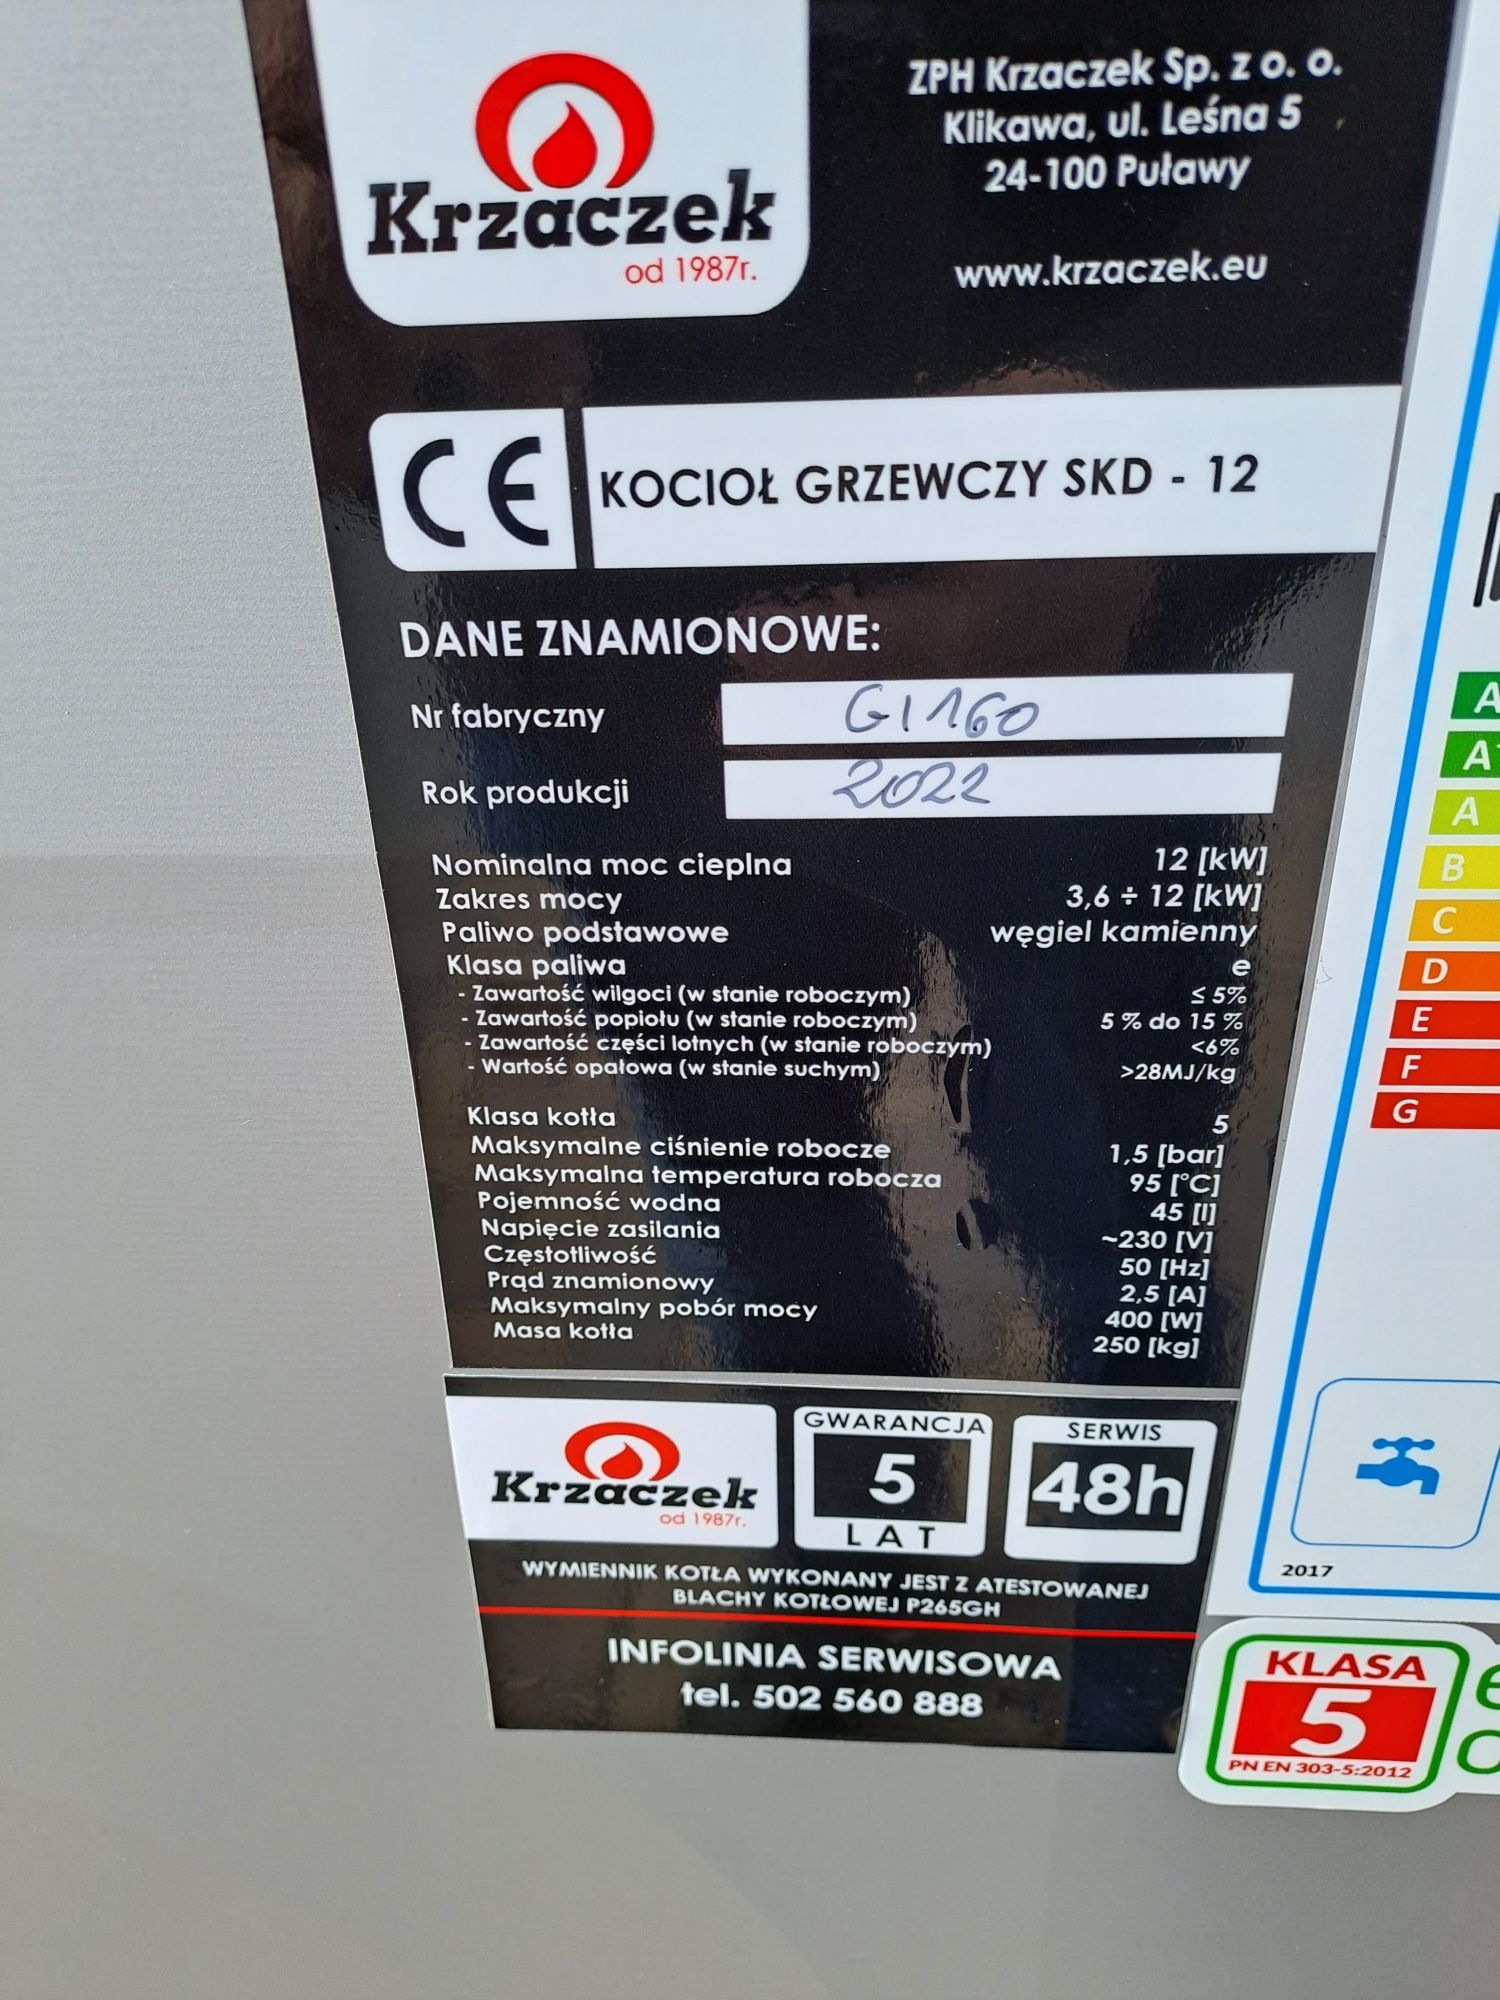 Krzaczek
od 1987r.
ZPH Krzaczek Sp. z o. o.
Klikawa, ul. Leśna 5
24-100 Puławy
www.krzaczek.eu
CE
KOCIOŁ GRZEWCZY SKD - 12
DANE ZNAMIONOWE:
Nr fabryczny G1160
Rok produkcji 2022
Nominalna moc cieplna 12 [kW]
Zakres mocy 3,6 ÷ 12 [kW]
Paliwo podstawowe węgiel kamienny
Klasa paliwa e
- Zawartość wilgoci (w stanie roboczym) ≤ 5%
- Zawartość popiołu (w stanie roboczym) 5 % do 15 %
- Zawartość części lotnych (w stanie roboczym) <6%
- Wartość opałowa (w stanie suchym) >28MJ/kg
Klasa kotła 5
Maksymalne ciśnienie robocze 1,5 [bar]
Maksymalna temperatura robocza 95 [°C]
Pojemność wodna 45 [l]
Napięcie zasilania ~230 [V]
Częstotliwość 50 [Hz]
Prąd znamionowy 2,5 [A]
Maksymalny pobór mocy 400 [W]
Masa kotła 250 [kg]
Krzaczek
od 1987r.
GWARANCJA
5
LAT
SERWIS
48h
WYMIENNIK KOTŁA WYKONANY JEST Z ATESTOWANEJ
BLACHY KOTŁOWEJ P265GH
INFOLINIA SERWISOWA
tel. 502 560 888
A
A
A
B
C
D
E
F
G
2017
KLASA
5
PN EN 303-5:2012